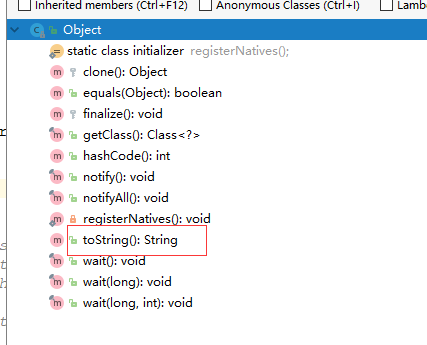 Inherited members (Ctrl+F12) Anonymous Classes (Ctrl+I)
Object
static class initializer registerNatives();
clone(): Object
equals(Object): boolean
finalize(): void
getClass(): Class<?>
hashCode(): int
notify(): void
notifyAll(): void
registerNatives(): void
toString(): String
wait(): void
wait(long): void
wait(long, int): void